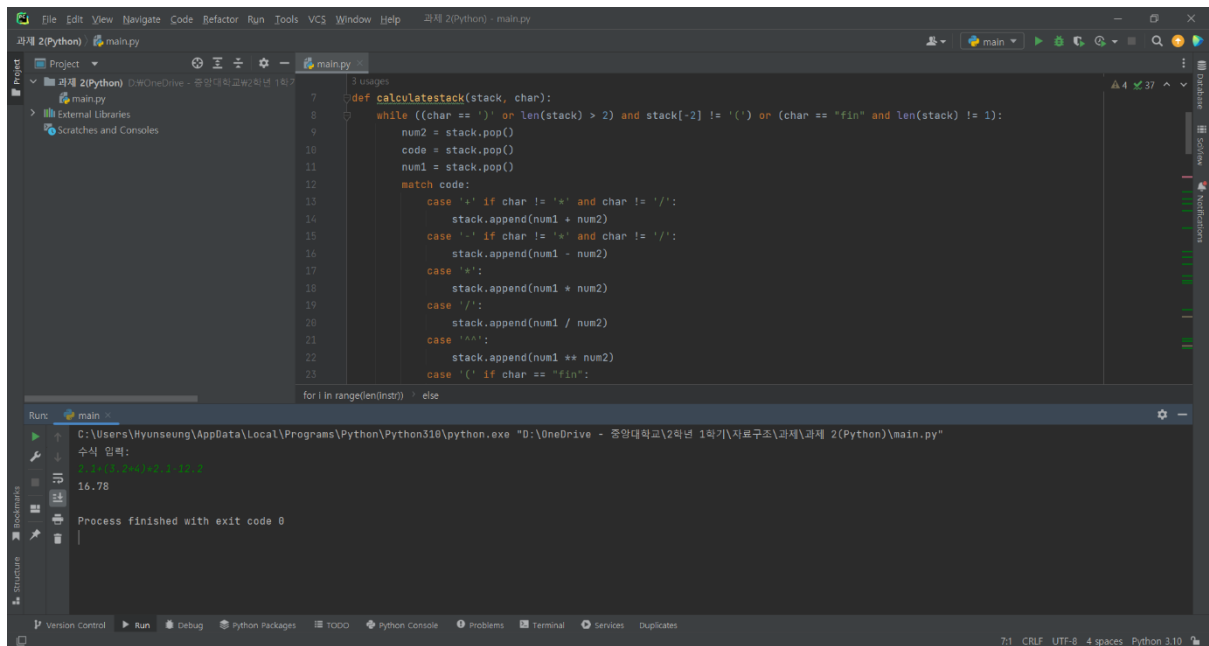 File Edit View Navigate Code Refactor Run Tools VCS Window Help 과제 2(Python) - main.py
과제 2(Python) main.py
main
Project
main.py
과제 2(Python) D:\OneDrive - 중앙대학교\2학년 1학기
main.py
External Libraries
Scratches and Consoles
3 usages
4 37
7 def calculatestack(stack, char):
8 while ((char == ')' or len(stack) > 2) and stack[-2] != '(') or (char == "fin" and len(stack) != 1):
9 num2 = stack.pop()
10 code = stack.pop()
11 num1 = stack.pop()
12 match code:
13 case '+' if char != '*' and char != '/':
14 stack.append(num1 + num2)
15 case '-' if char != '*' and char != '/':
16 stack.append(num1 - num2)
17 case '*':
18 stack.append(num1 * num2)
19 case '/':
20 stack.append(num1 / num2)
21 case '^^':
22 stack.append(num1 ** num2)
23 case '(' if char == "fin":
for i in range(len(instr)) › else
Project
Database
SciView
Notifications
Run: main
C:\Users\Hyunseung\AppData\Local\Programs\Python\Python310\python.exe "D:\OneDrive - 중앙대학교\2학년 1학기\자료구조\과제\과제 2(Python)\main.py"
수식 입력:
2.1+(3.2*4)*2.1-12.2
16.78
Process finished with exit code 0
Bookmarks
Structure
Version Control Run Debug Python Packages TODO Python Console Problems Terminal Services Duplicates
7:1 CRLF UTF-8 4 spaces Python 3.10